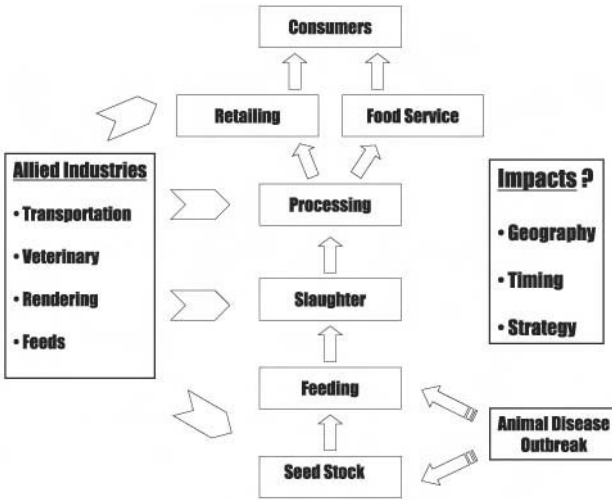 Consumers
Retailing
Food Service
Allied Industries
• Transportation
• Veterinary
• Rendering
• Feeds
Processing
Slaughter
Feeding
Seed Stock
Impacts ?
• Geography
• Timing
• Strategy
Animal Disease
Outbreak